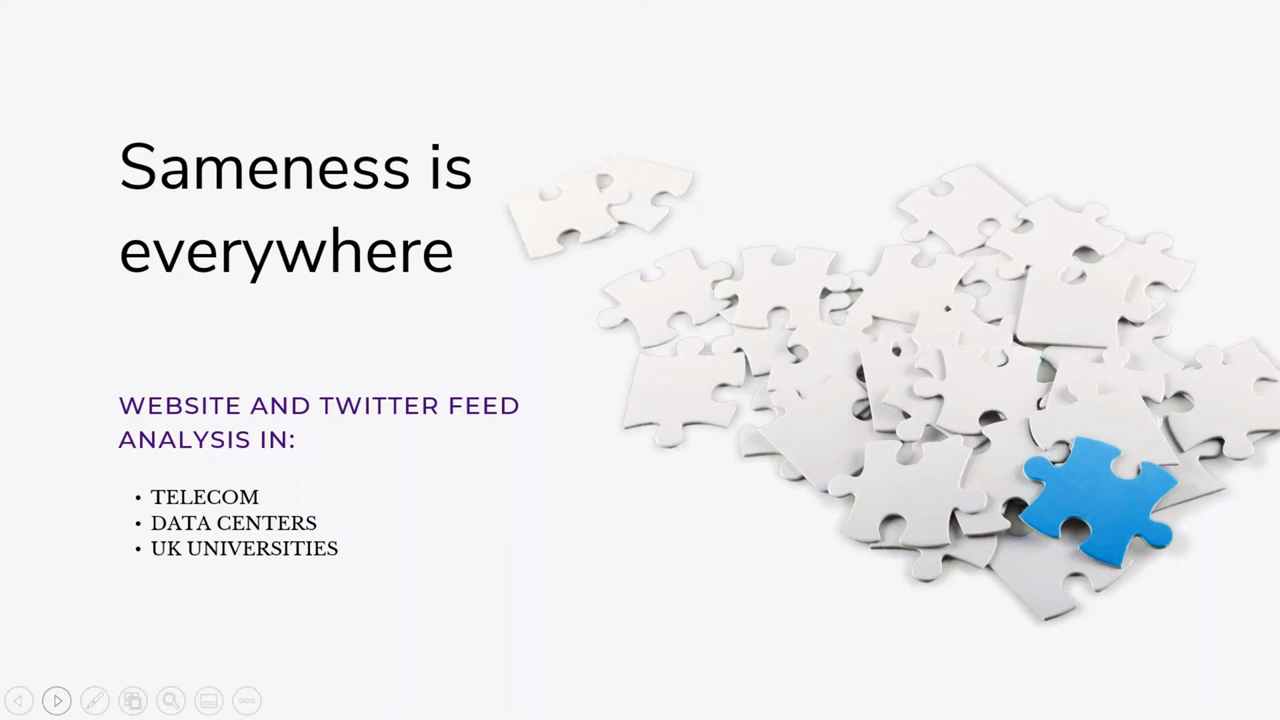 Sameness is
everywhere
WEBSITE AND TWITTER FEED
ANALYSIS IN:
• TELECOM
• DATA CENTERS
• UK UNIVERSITIES